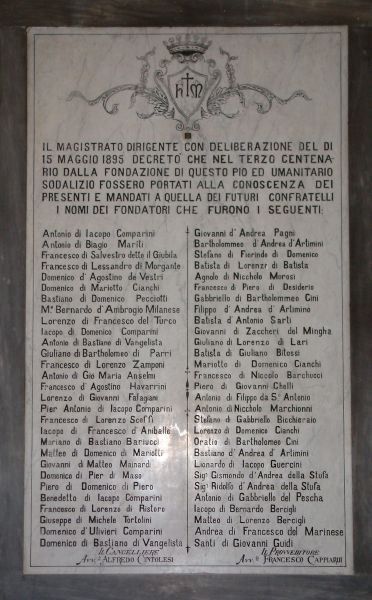 hTM
IL MAGISTRATO DIRIGENTE CON DELIBERAZIONE DEL DI
15 MAGGIO 1895 DECRETÒ CHE NEL TERZO CENTENA-
RIO DALLA FONDAZIONE DI QUESTO PIO ED UMANITARIO
SODALIZIO FOSSERO PORTATI ALLA CONOSCENZA DEI
PRESENTI E MANDATI A QUELLA DEI FUTURI CONFRATELLI
I NOMI DEI FONDATORI CHE FURONO I SEGUENTI:
Antonio di Iacopo Comparini
Antonio di Biagio Mariti
Francesco di Salvestro dette il Giubila
Francesco di Lessandro di Morgante
Domenico d'Agostino de Vestri
Domenico di Mariotto Cianchi
Bastiano di Domenico Pecciotti
M.º Bernardo d'Ambrogio Milanese
Lorenzo di Francesco del Turco
Iacopo di Domenico Comparini
Antonio di Bastiano di Vangelista
Giuliano di Bartholomeo di Parri
Francesco di Lorenzo Zamponi
Antonio di Gio Maria Anselmi
Francesco d'Agostino Havarrini
Lorenzo di Giovanni Fafagiani
Pier Antonio di Iacopo Comparini
Francesco di Lorenzo Scoffi
Iacopo di Francesco d'Anibello
Mariano di Bastiano Bariucci
Matteo di Domenico di Mariotti
Giovanni di Matteo Mainardi
Domenico di Pier di Maso
Piero di Domenico di Piero
Benedetto di Iacopo Comparini
Francesco di Lorenzo di Ristoro
Giuseppe di Michele Tortolini
Domenico d'Ulivieri Comparini
Domenico di Bastiano di Vangelista
Giovanni d'Andrea Pagni
Bartholommeo d'Andrea d'Artimini
Stefano di Fiorindo di Domenico
Batista di Lorenzo di Batista
Agnolo di Niccholo Morosi
Francesco di Piero di Desiderio
Gabbriello di Bartholommeo Cini
Filippo d'Andrea d'Artimini
Batista d'Antonio Sarti
Giovanni di Zaccheri del Mingha
Giuliano di Lorenzo di Lari
Batista di Giuliano Bitossi
Mariotto di Domenico Cianchi
Francesco di Niccolo Barchucci
Piero di Giovanni Chelli
Antonio di Filippo da S.º Antonio
Antonio di Niccolo Marchionni
Stefano di Gabbriello Bicchieraio
Lorenzo di Domenico Cianchi
Oratio di Bartholomeo Cini
Bastiano d'Andrea d'Artimini
Lionardo di Iacopo Guercini
Sig.ʳ Gismondo d'Andrea della Stufa
Sig.ʳ Ridolfo d'Andrea della Stufa
Antonio di Gabbriello del Pescha
Iacopo di Bernardo Bercigli
Matteo di Lorenzo Bercigli
Andrea di Francesco del Marinese
Santi di Giovanni Guidi
IL CANCELLIERE
Avv.º ALFREDO CINTOLESI
IL PROVVEDITORE
Avv.º FRANCESCO CAPPIARDI